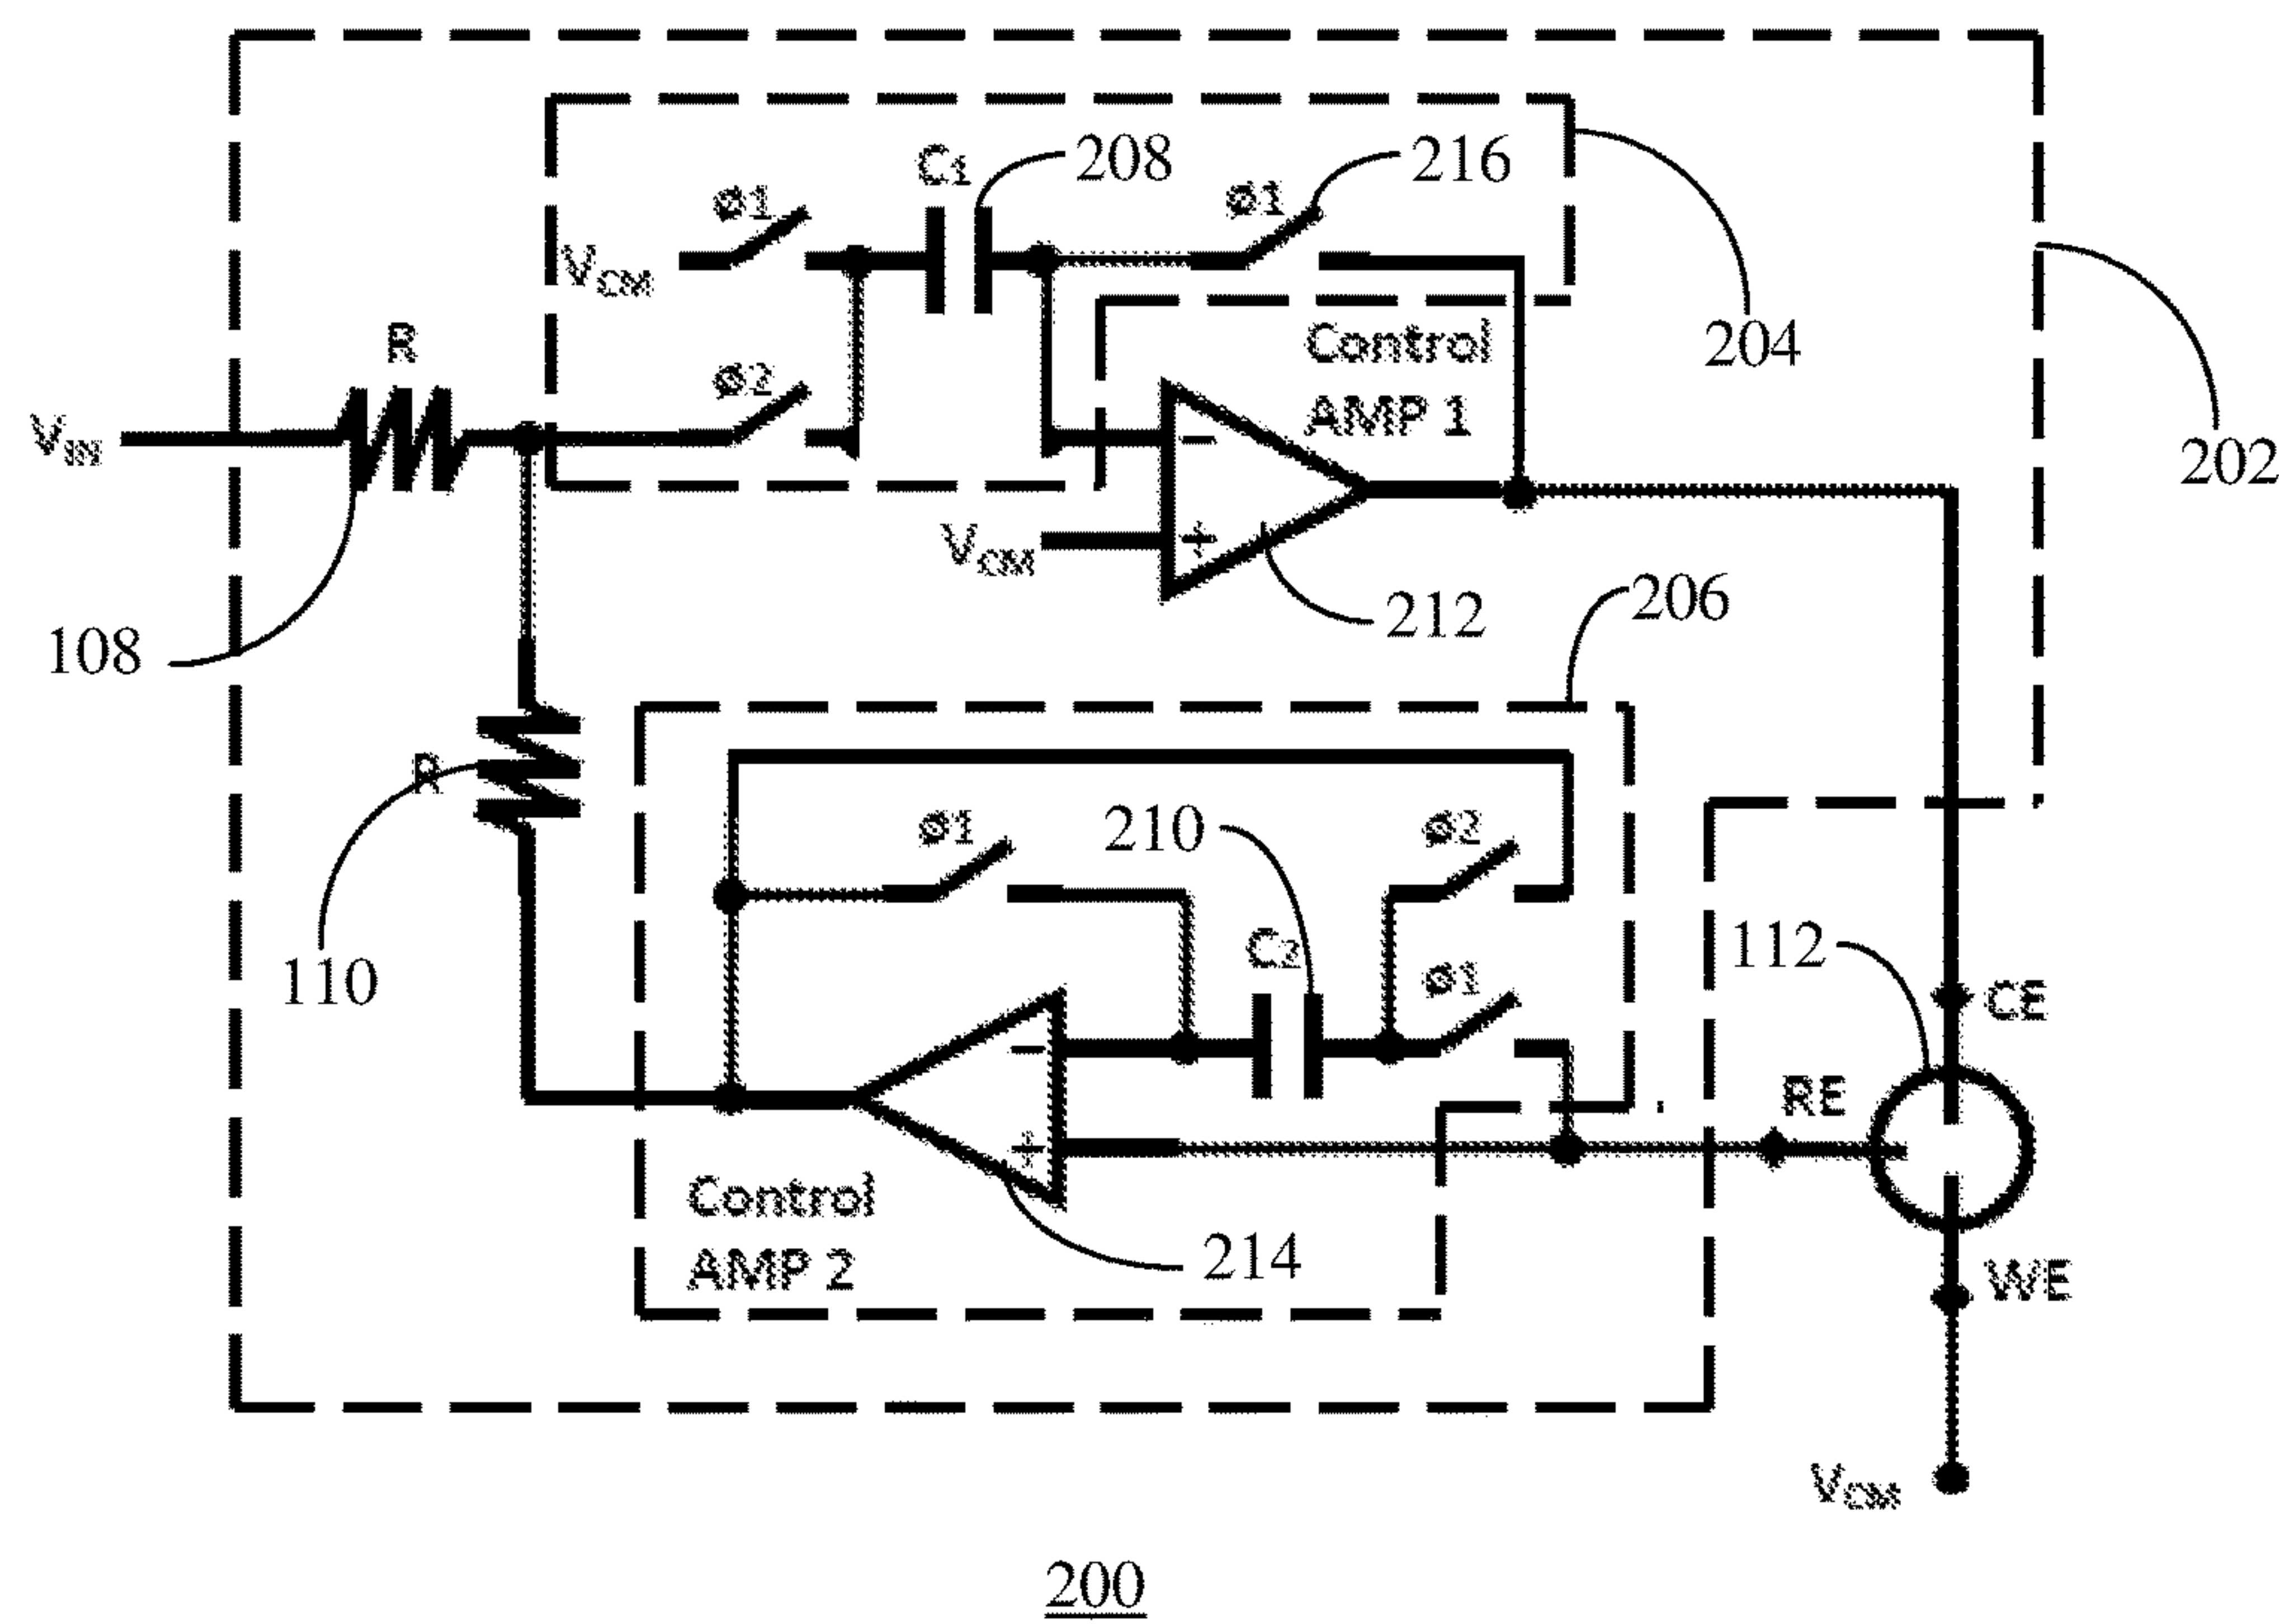 C1
208
216
ø1
ø1
VCM
204
R
Control
AMP 1
ø2
VIN
202
−
VCM
+
212
206
108
R
ø1
210
ø2
110
C2
ø1
112
CE
−
RE
+
Control
AMP 2
214
WE
VCM
200